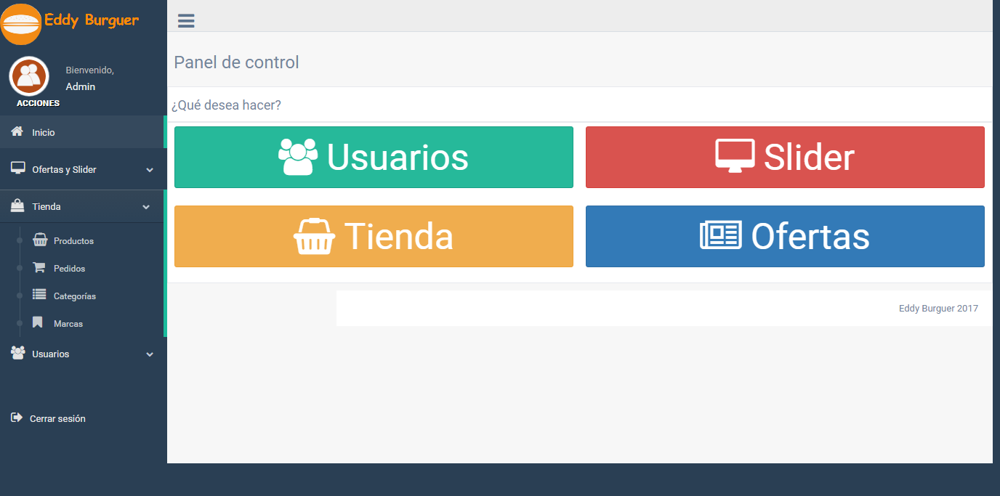 Eddy Burguer
Bienvenido,
Admin
ACCIONES
Inicio
Ofertas y Slider
Tienda
Productos
Pedidos
Categorías
Marcas
Usuarios
Cerrar sesión
Panel de control
¿Qué desea hacer?
Usuarios
Slider
Tienda
Ofertas
Eddy Burguer 2017